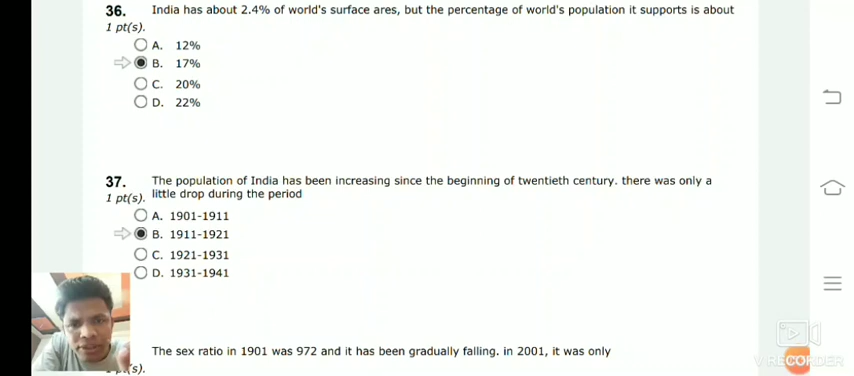 36. India has about 2.4% of world's surface ares, but the percentage of world's population it supports is about
1 pt(s).
A. 12%
B. 17%
C. 20%
D. 22%
37. The population of India has been increasing since the beginning of twentieth century. there was only a
1 pt(s). little drop during the period
A. 1901-1911
B. 1911-1921
C. 1921-1931
D. 1931-1941
The sex ratio in 1901 was 972 and it has been gradually falling. in 2001, it was only
pt(s).
RECORDER